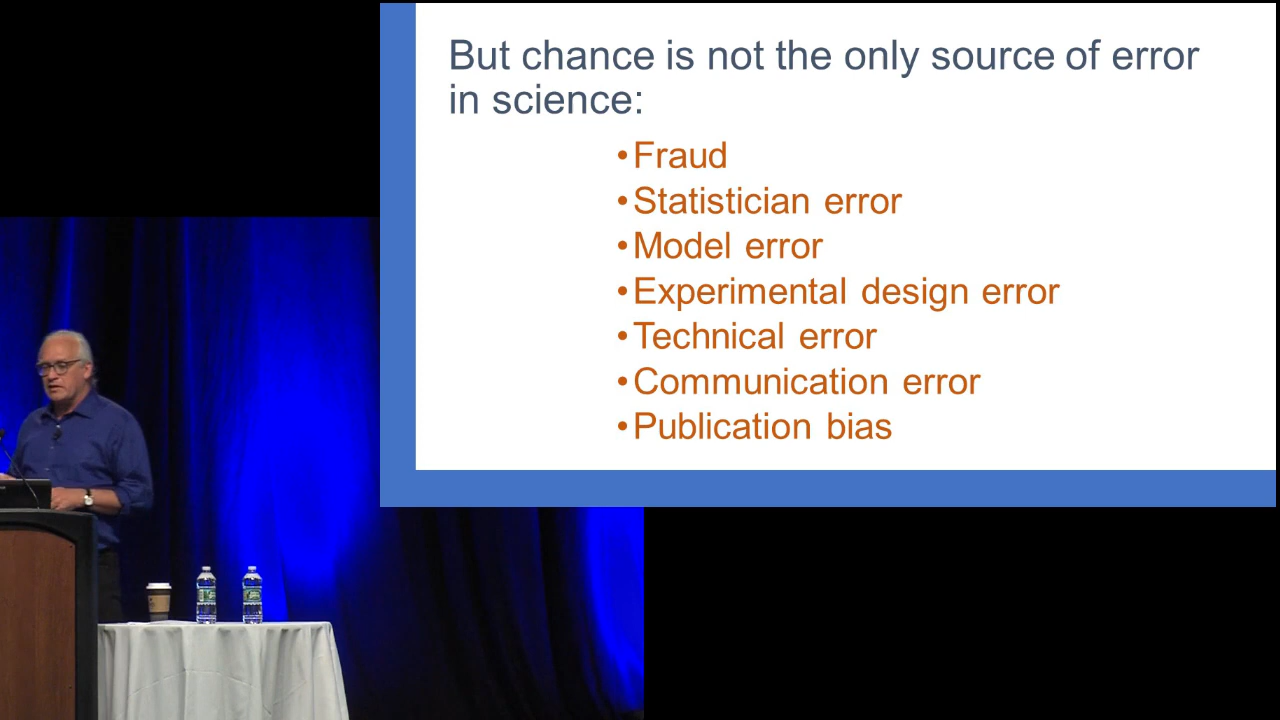 But chance is not the only source of error
in science:
•Fraud
•Statistician error
•Model error
•Experimental design error
•Technical error
•Communication error
•Publication bias